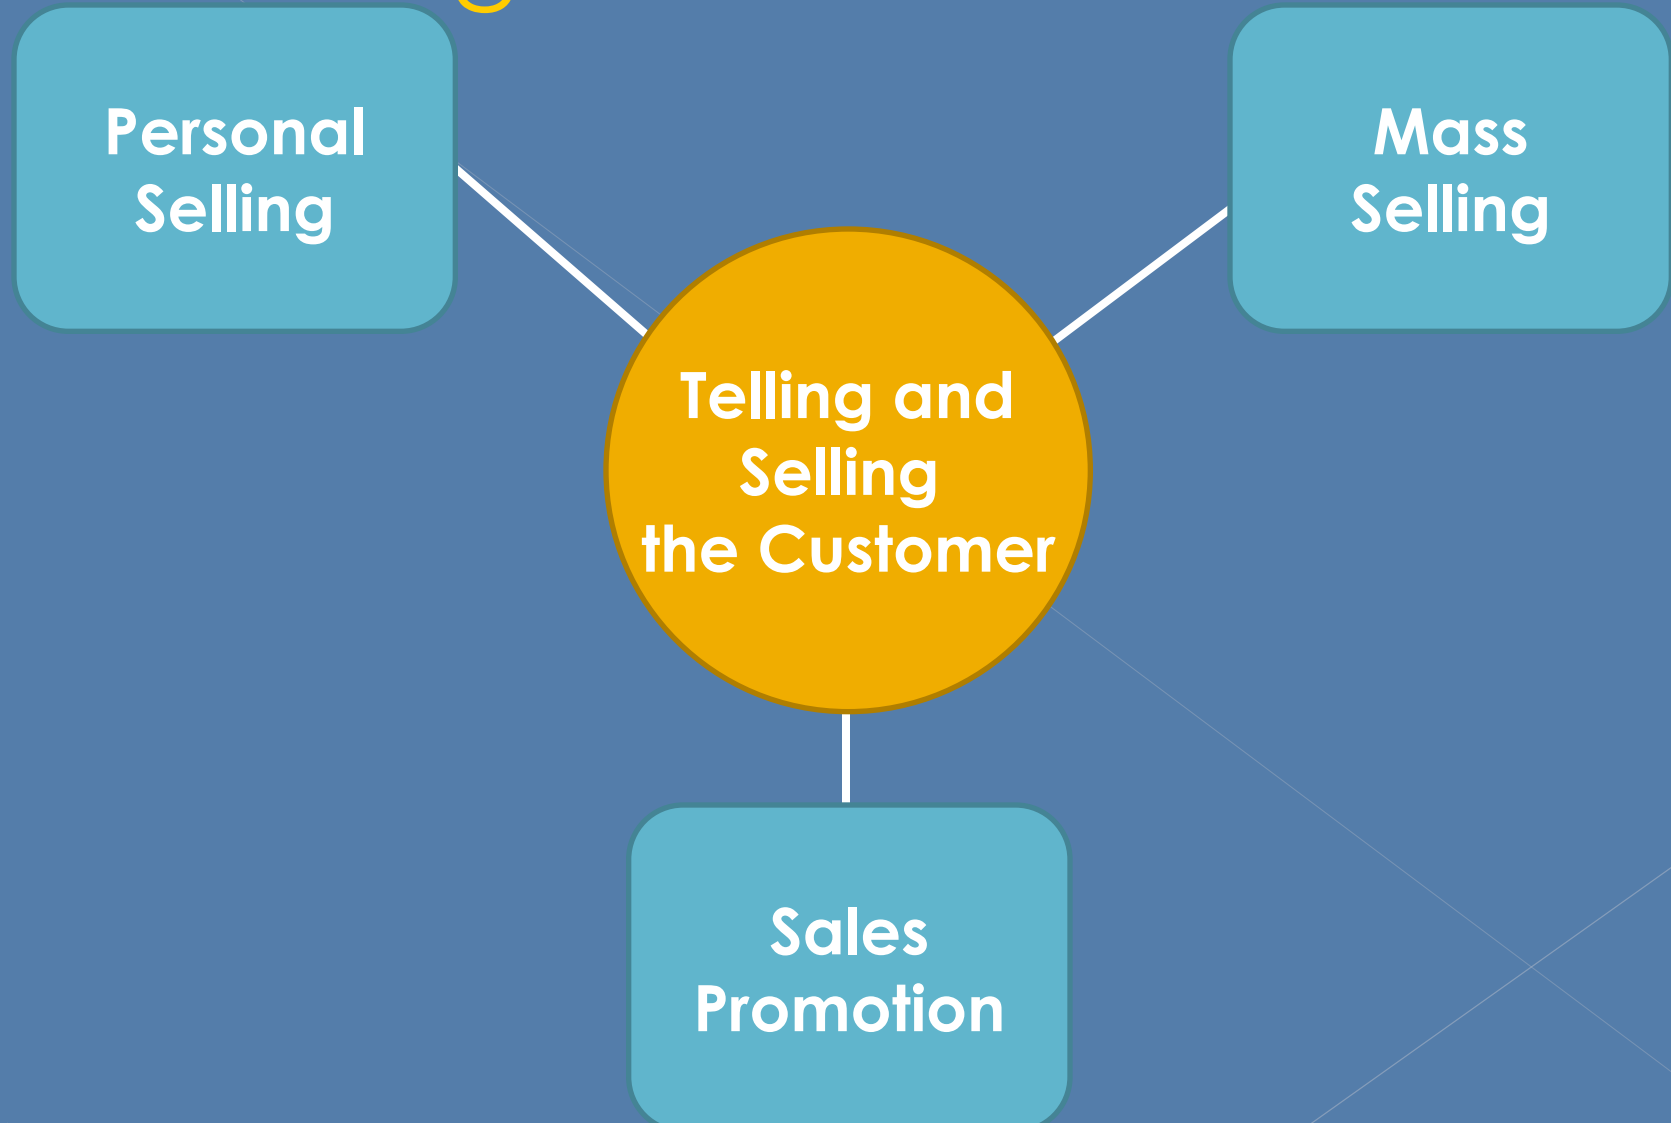 Personal
Selling
Mass
Selling
Telling and
Selling
the Customer
Sales
Promotion